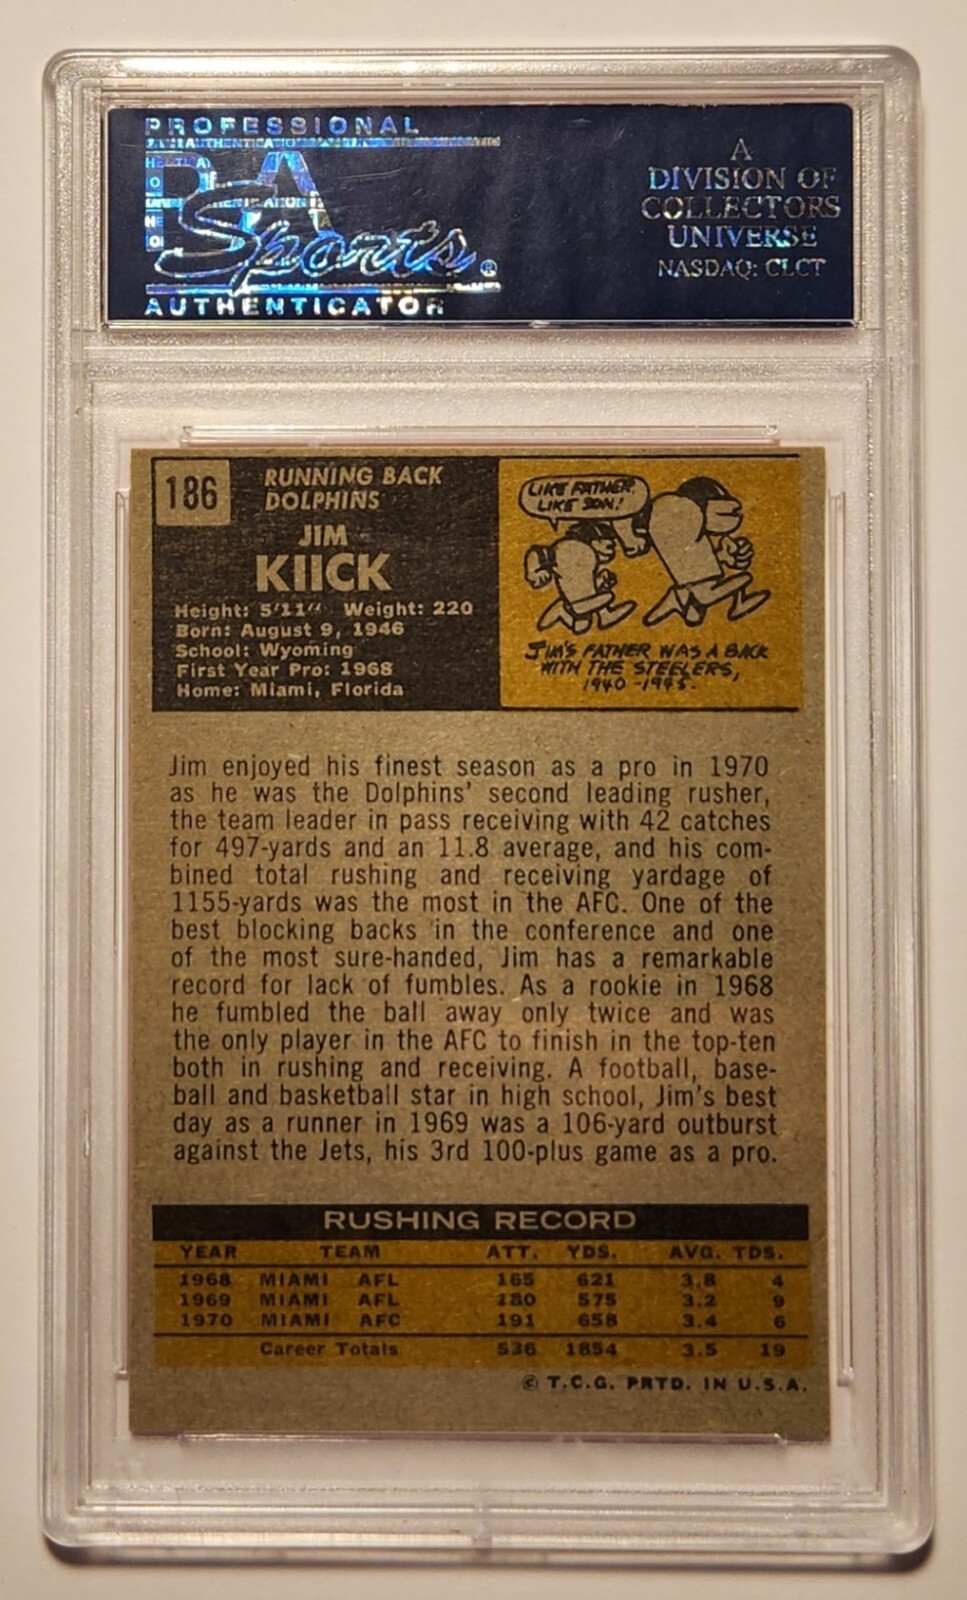 PROFESSIONAL
PSA
Sports®
AUTHENTICATOR
A
DIVISION OF
COLLECTORS
UNIVERSE
NASDAQ: CLCT
186
RUNNING BACK
DOLPHINS
JIM
KIICK
Height: 5'11" Weight: 220
Born: August 9, 1946
School: Wyoming
First Year Pro: 1968
Home: Miami, Florida
LIKE FATHER,
LIKE SON!
JIM'S FATHER WAS A BACK
WITH THE STEELERS,
1940-1945.
Jim enjoyed his finest season as a pro in 1970
as he was the Dolphins' second leading rusher,
the team leader in pass receiving with 42 catches
for 497-yards and an 11.8 average, and his com-
bined total rushing and receiving yardage of
1155-yards was the most in the AFC. One of the
best blocking backs in the conference and one
of the most sure-handed, Jim has a remarkable
record for lack of fumbles. As a rookie in 1968
he fumbled the ball away only twice and was
the only player in the AFC to finish in the top-ten
both in rushing and receiving. A football, base-
ball and basketball star in high school, Jim's best
day as a runner in 1969 was a 106-yard outburst
against the Jets, his 3rd 100-plus game as a pro.
RUSHING RECORD
YEAR TEAM ATT. YDS. AVG. TDS.
1968 MIAMI AFL 165 621 3.8 4
1969 MIAMI AFL 180 575 3.2 9
1970 MIAMI AFC 191 658 3.4 6
Career Totals 536 1854 3.5 19
© T.C.G. PRTD. IN U.S.A.